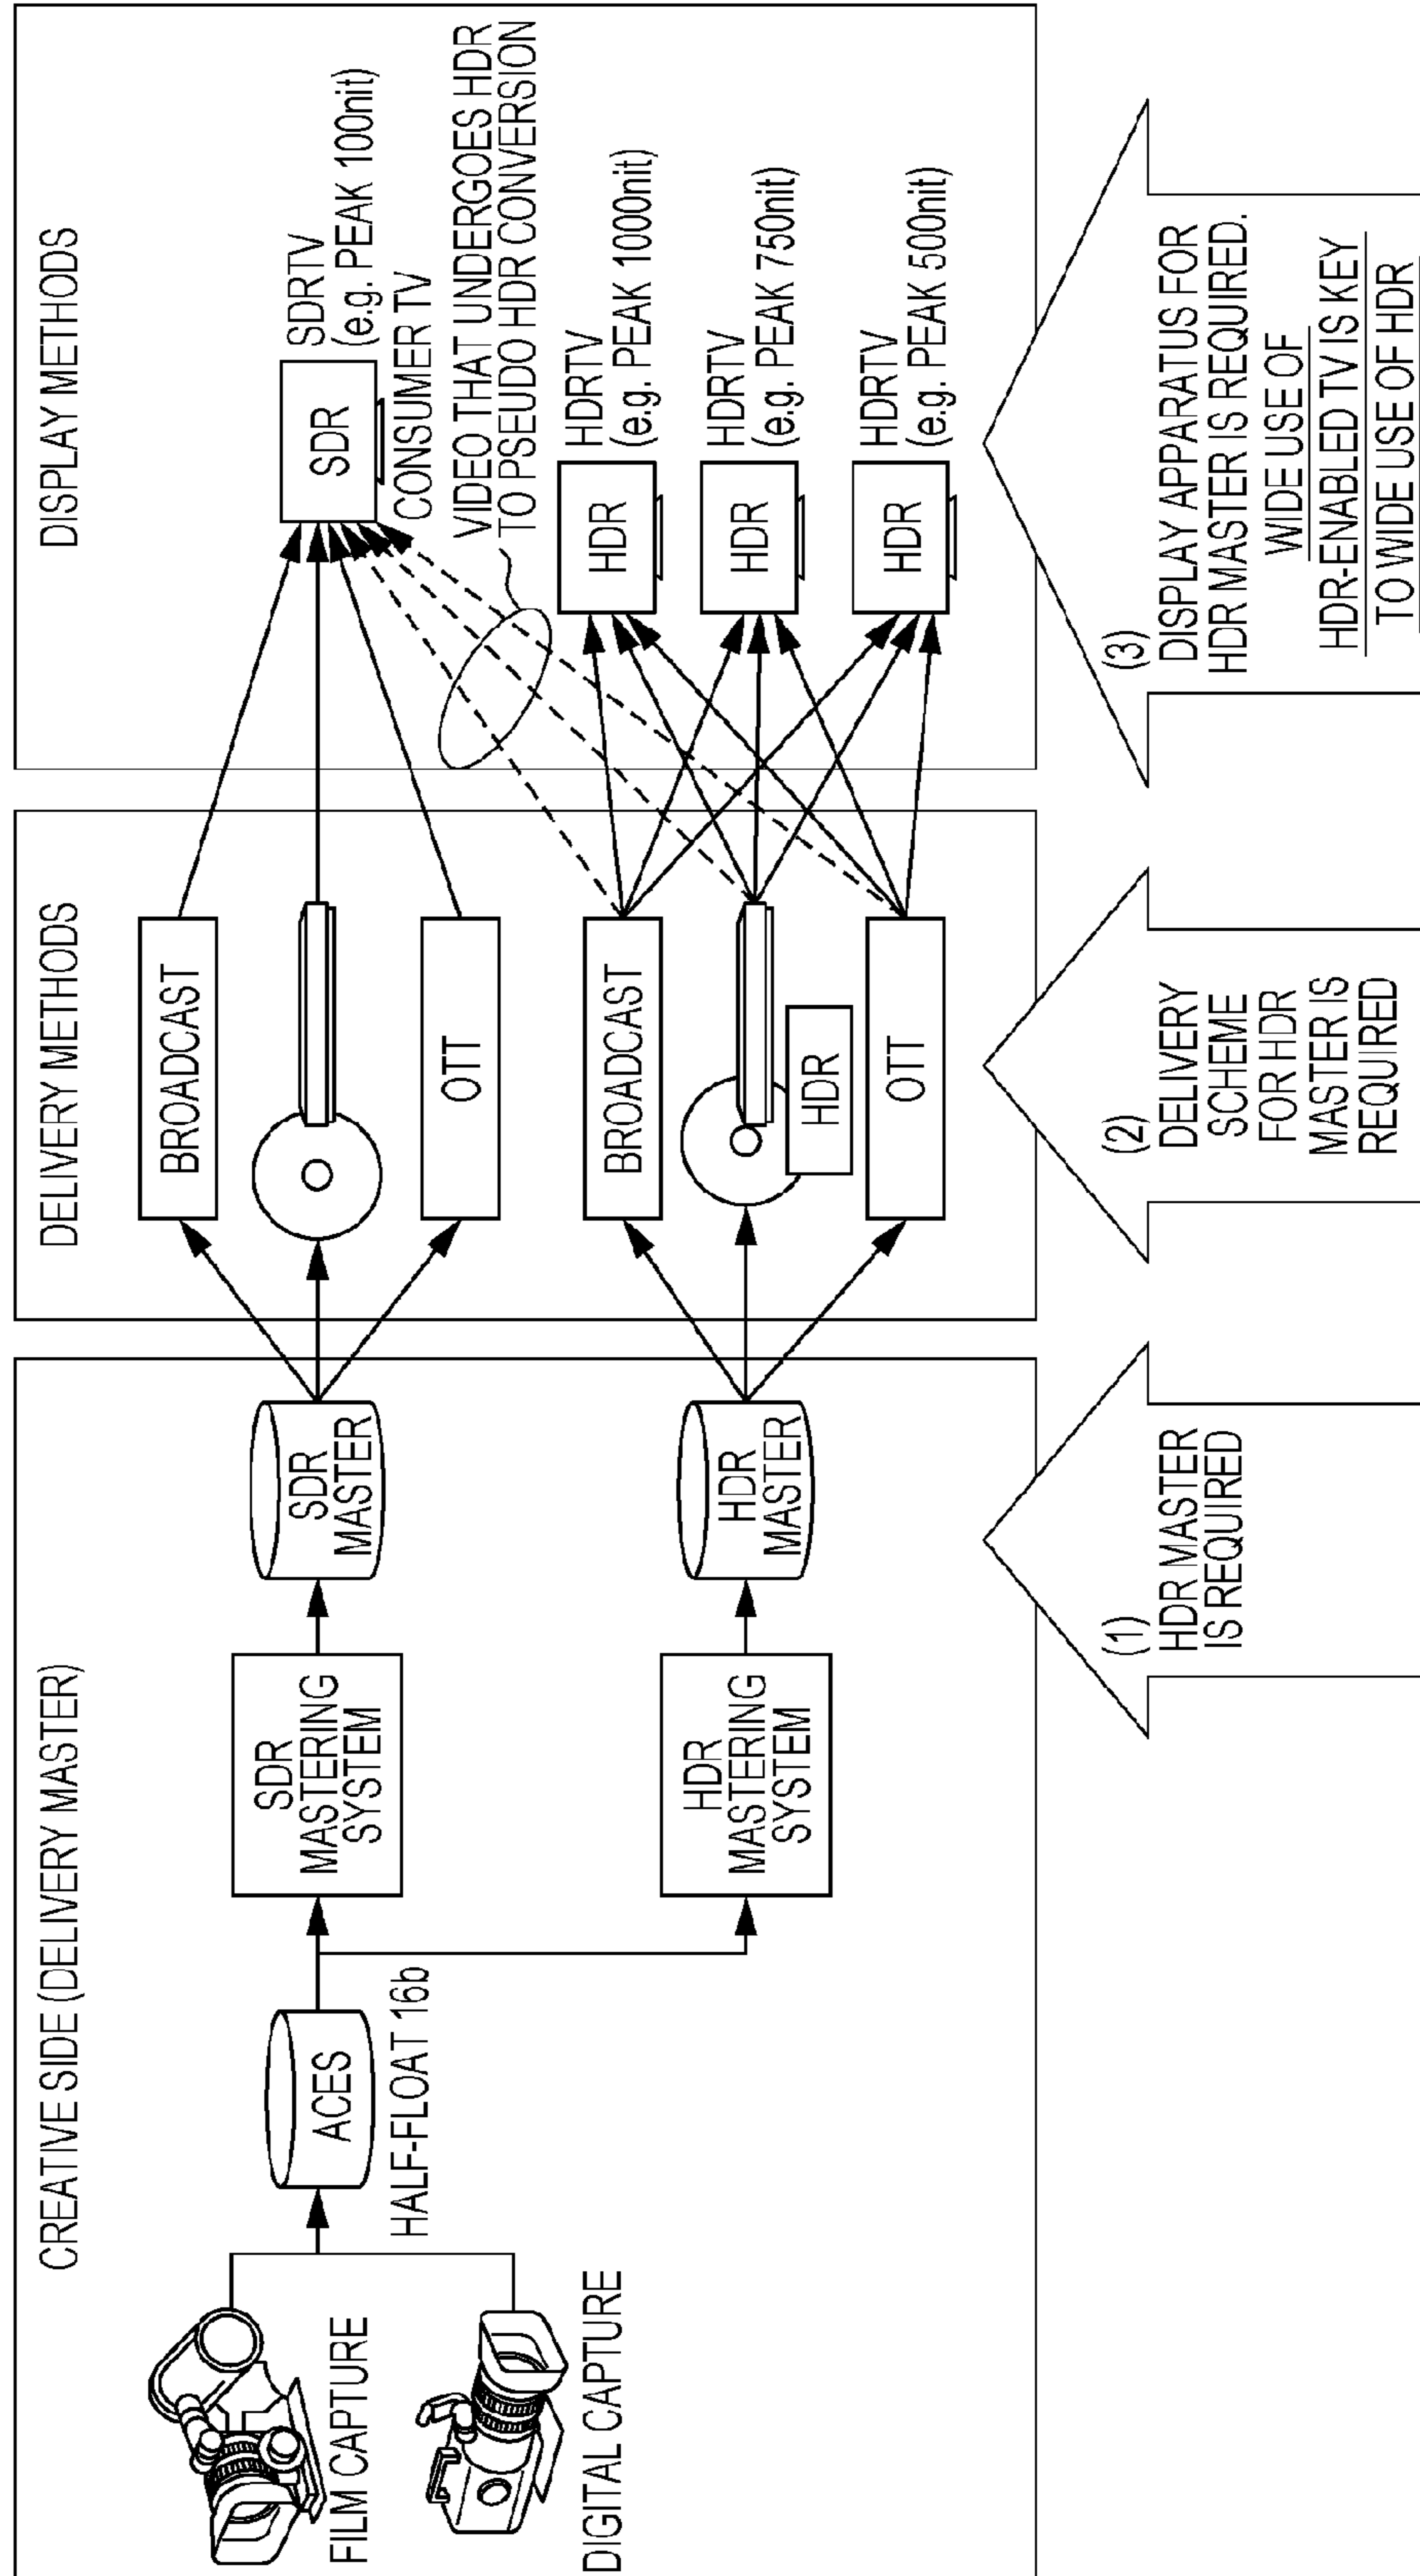 CREATIVE SIDE (DELIVERY MASTER)
FILM CAPTURE
DIGITAL CAPTURE
ACES
HALF-FLOAT 16b
SDR
MASTERING
SYSTEM
HDR
MASTERING
SYSTEM
SDR
MASTER
HDR
MASTER
DELIVERY METHODS
BROADCAST
OTT
BROADCAST
HDR
OTT
DISPLAY METHODS
SDR
SDRTV
(e.g. PEAK 100nit)
CONSUMER TV
VIDEO THAT UNDERGOES HDR
TO PSEUDO HDR CONVERSION
HDR
HDRTV
(e.g. PEAK 1000nit)
HDR
HDRTV
(e.g. PEAK 750nit)
HDR
HDRTV
(e.g. PEAK 500nit)
(1)
HDR MASTER
IS REQUIRED
(2)
DELIVERY
SCHEME
FOR HDR
MASTER IS
REQUIRED
(3)
DISPLAY APPARATUS FOR
HDR MASTER IS REQUIRED.
WIDE USE OF
HDR-ENABLED TV IS KEY
TO WIDE USE OF HDR